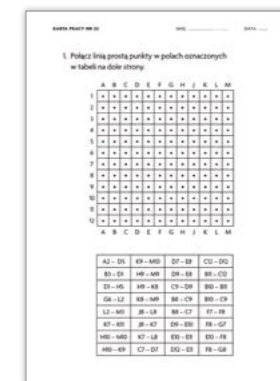 KARTA PRACY NR 20 IMIĘ DATA
1. Połącz linią prostą punkty w polach oznaczonych
w tabeli na dole strony.
A B C D E F G H J K L M
1
2
3
4
5
6
7
8
9
10
11
12
A B C D E F G H J K L M
A2 – D5 K9 – M10 D7 – E8 C12 – D12
B3 – D1 H9 – M9 D9 – E8 B11 – C12
D1 – H5 H9 – K8 C9 – D9 B10 – B11
G6 – L2 K8 – M9 B8 – C9 B10 – C9
L2 – M3 J8 – L8 B8 – C7 F7 – F8
K7 – K11 J8 – K7 D9 – E10 F8 – G7
H10 – M10 K7 – L8 E10 – E11 E10 – F8
H10 – K9 C7 – D7 D12 – E11 F8 – G8